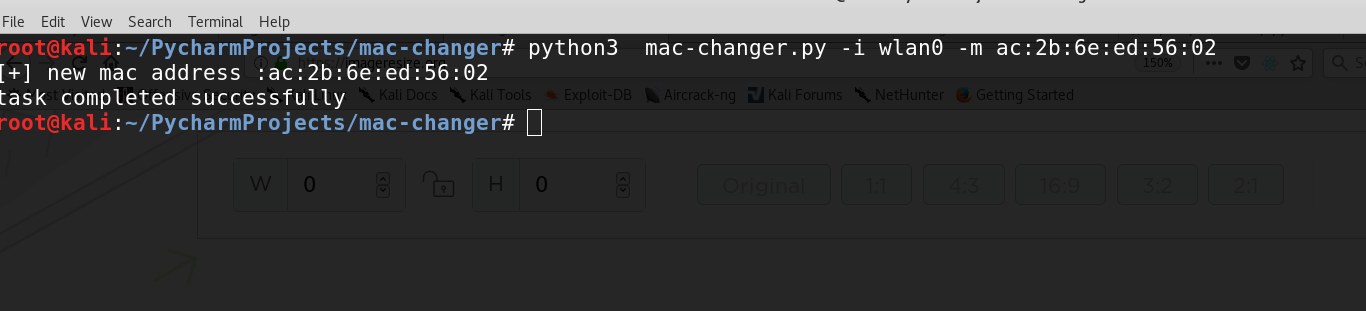 File Edit View Search Terminal Help
root@kali:~/PycharmProjects/mac-changer# python3  mac-changer.py -i wlan0 -m ac:2b:6e:ed:56:02
[+] new mac address :ac:2b:6e:ed:56:02
150%
task completed successfully
Kali Docs Kali Tools Exploit-DB Aircrack-ng Kali Forums NetHunter Getting Started
root@kali:~/PycharmProjects/mac-changer#
W 0 H 0 Original 1:1 4:3 16:9 3:2 2:1